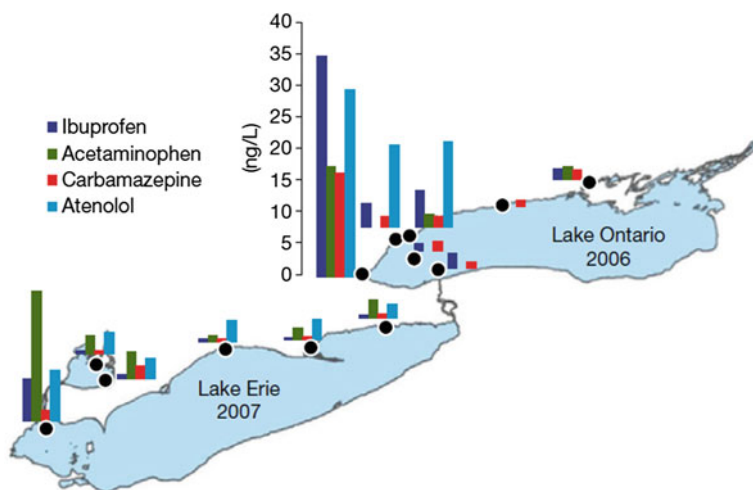 40
35
30
25
20
15
10
5
0
(ng/L)
Ibuprofen
Acetaminophen
Carbamazepine
Atenolol
Lake Ontario
2006
Lake Erie
2007